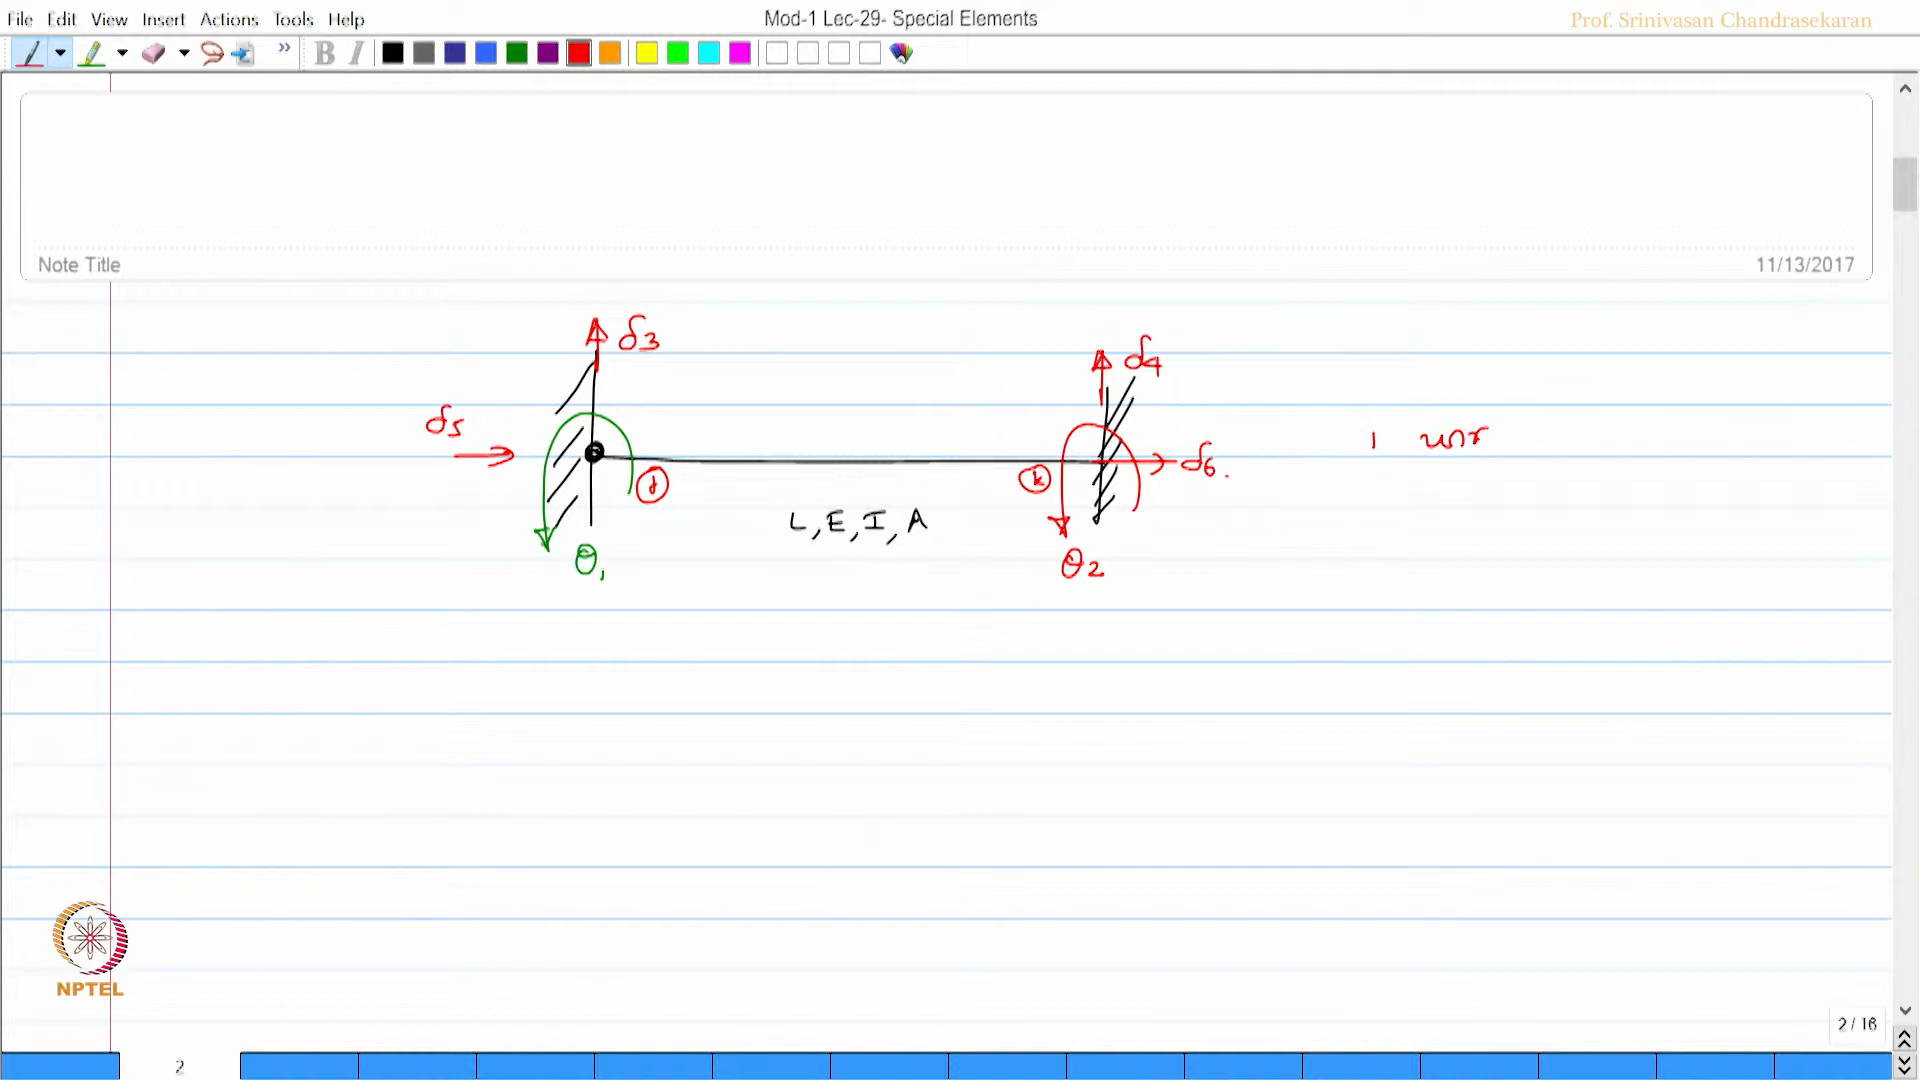 File Edit View Insert Actions Tools Help
Mod-1 Lec-29- Special Elements
Prof. Srinivasan Chandrasekaran
B I
Note Title
11/13/2017
δ3
δ4
δ5
δ6.
j
k
L, E, I, A
θ1
θ2
1
NPTEL
2 / 16
2